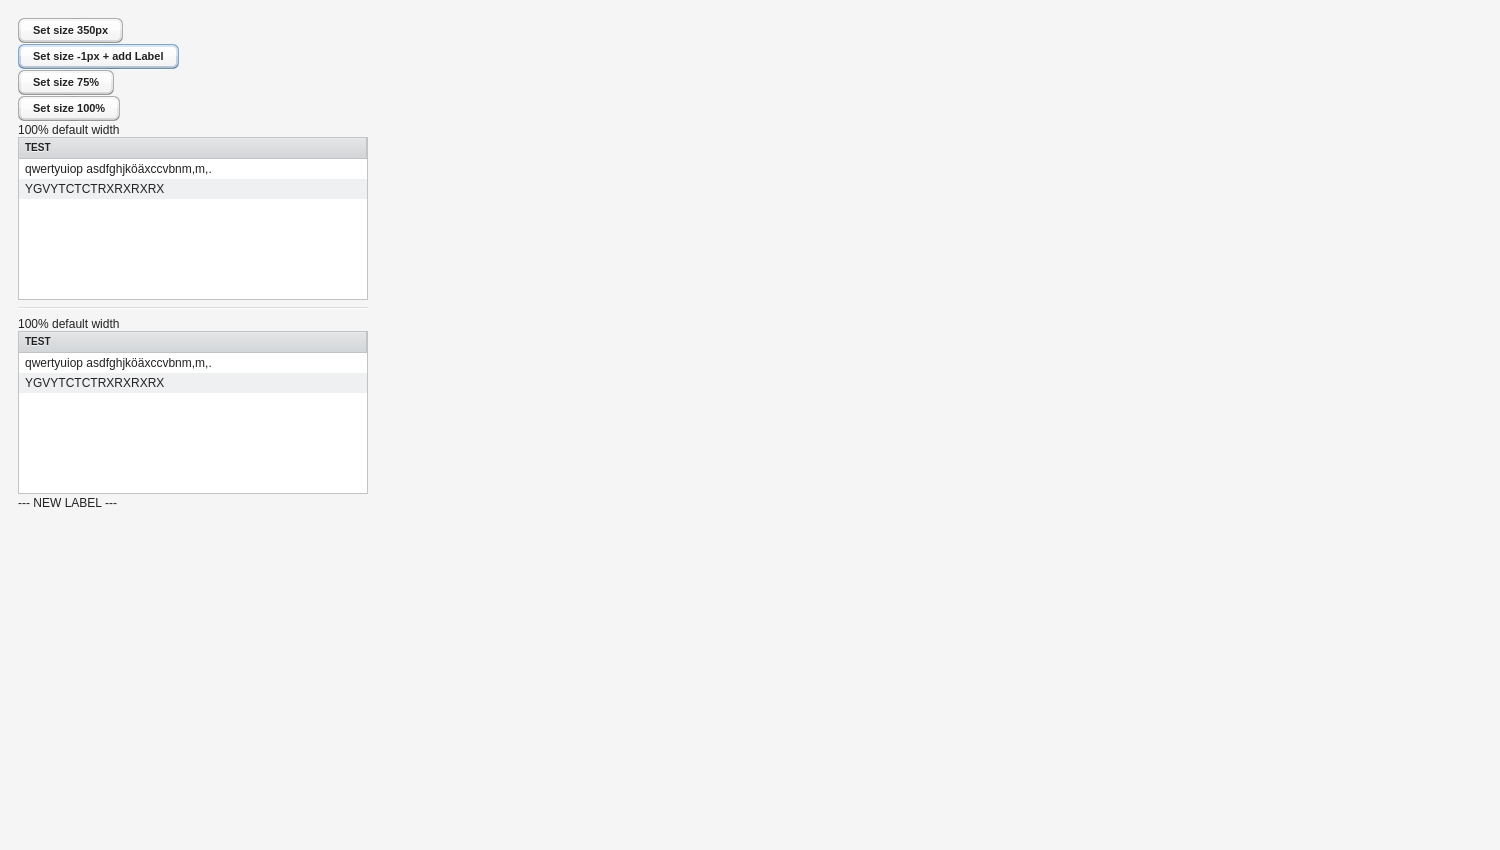 Set size 350px
Set size -1px + add Label
Set size 75%
Set size 100%
100% default width
TEST
qwertyuiop asdfghjköäxccvbnm,m,.
YGVYTCTCTRXRXRXRX
100% default width
TEST
qwertyuiop asdfghjköäxccvbnm,m,.
YGVYTCTCTRXRXRXRX
--- NEW LABEL ---